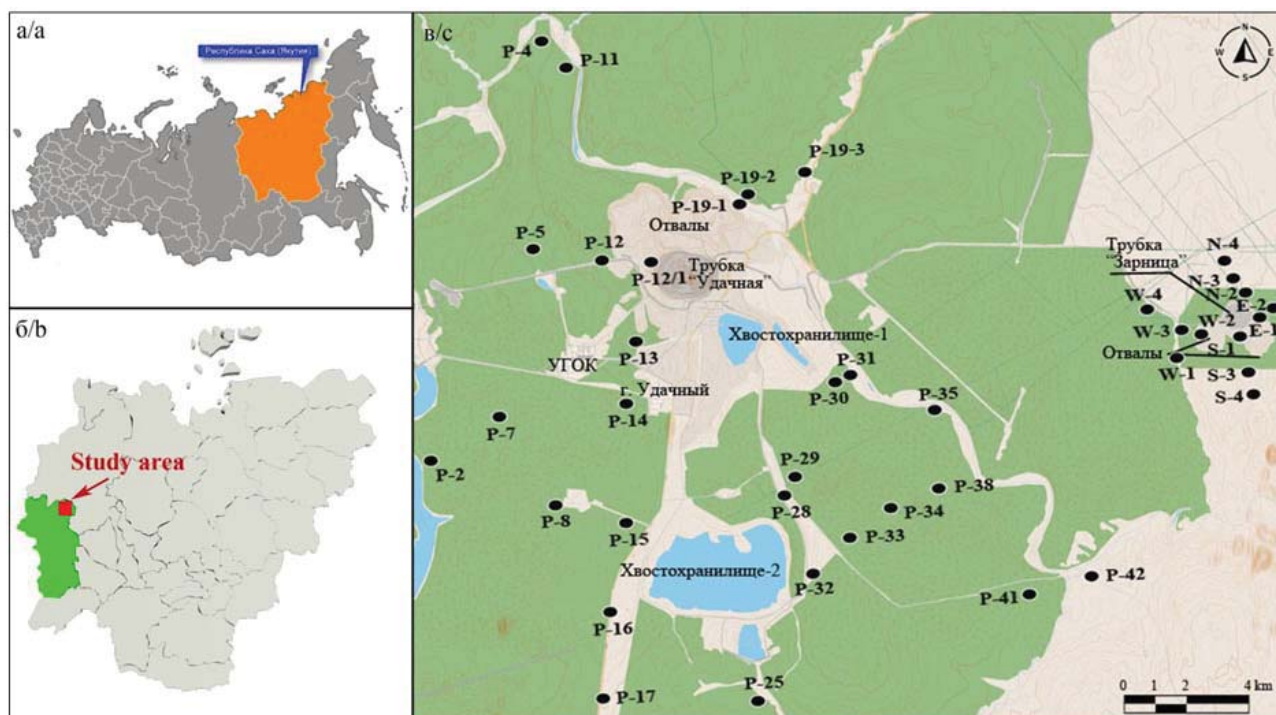 а/a
Республика Саха (Якутия)
б/b
Study area
в/c
N
W
E
S
P-4
P-11
P-19-3
P-19-2
P-19-1
Отвалы
P-5
P-12
P-12/1
Трубка
"Удачная"
Трубка
"Зарница"
N-4
N-3
N-2
E-2
W-4
W-2
W-3
E-1
Отвалы
S-1
W-1
S-3
S-4
Хвостохранилище-1
P-13
УГОК
P-31
P-30
P-35
г. Удачный
P-14
P-7
P-2
P-29
P-28
P-38
P-34
P-8
P-15
P-33
Хвостохранилище-2
P-32
P-42
P-41
P-16
P-17
P-25
0 1 2 4 km